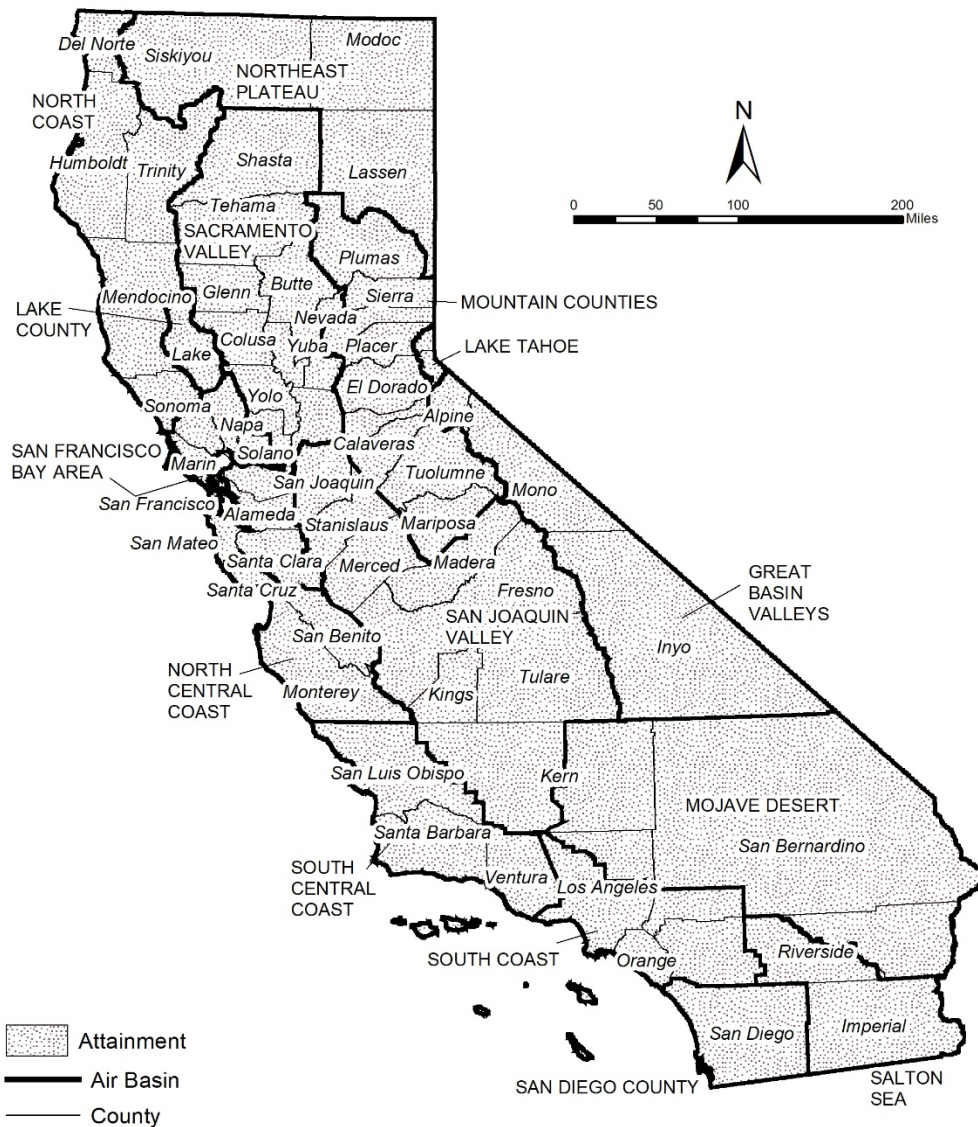 Del Norte
Siskiyou
Modoc
NORTHEAST
PLATEAU
NORTH
COAST
Humboldt
Trinity
Shasta
Lassen
N
0 50 100 200
Miles
Tehama
SACRAMENTO
VALLEY
Plumas
Mendocino
Glenn
Butte
Sierra
MOUNTAIN COUNTIES
LAKE
COUNTY
Nevada
Colusa
Yuba
Placer
LAKE TAHOE
Lake
El Dorado
Yolo
Sonoma
Alpine
Napa
Calaveras
SAN FRANCISCO
BAY AREA
Marin
Solano
San Joaquin
Tuolumne
Mono
San Francisco
Alameda
Stanislaus
Mariposa
San Mateo
Santa Clara
Merced
Madera
GREAT
BASIN
VALLEYS
Santa Cruz
Fresno
SAN JOAQUIN
VALLEY
San Benito
Inyo
NORTH
CENTRAL
COAST
Monterey
Kings
Tulare
San Luis Obispo
Kern
MOJAVE DESERT
San Bernardino
Santa Barbara
SOUTH
CENTRAL
COAST
Ventura
Los Angeles
SOUTH COAST
Orange
Riverside
San Diego
Imperial
SAN DIEGO COUNTY
SALTON
SEA
Attainment
Air Basin
County